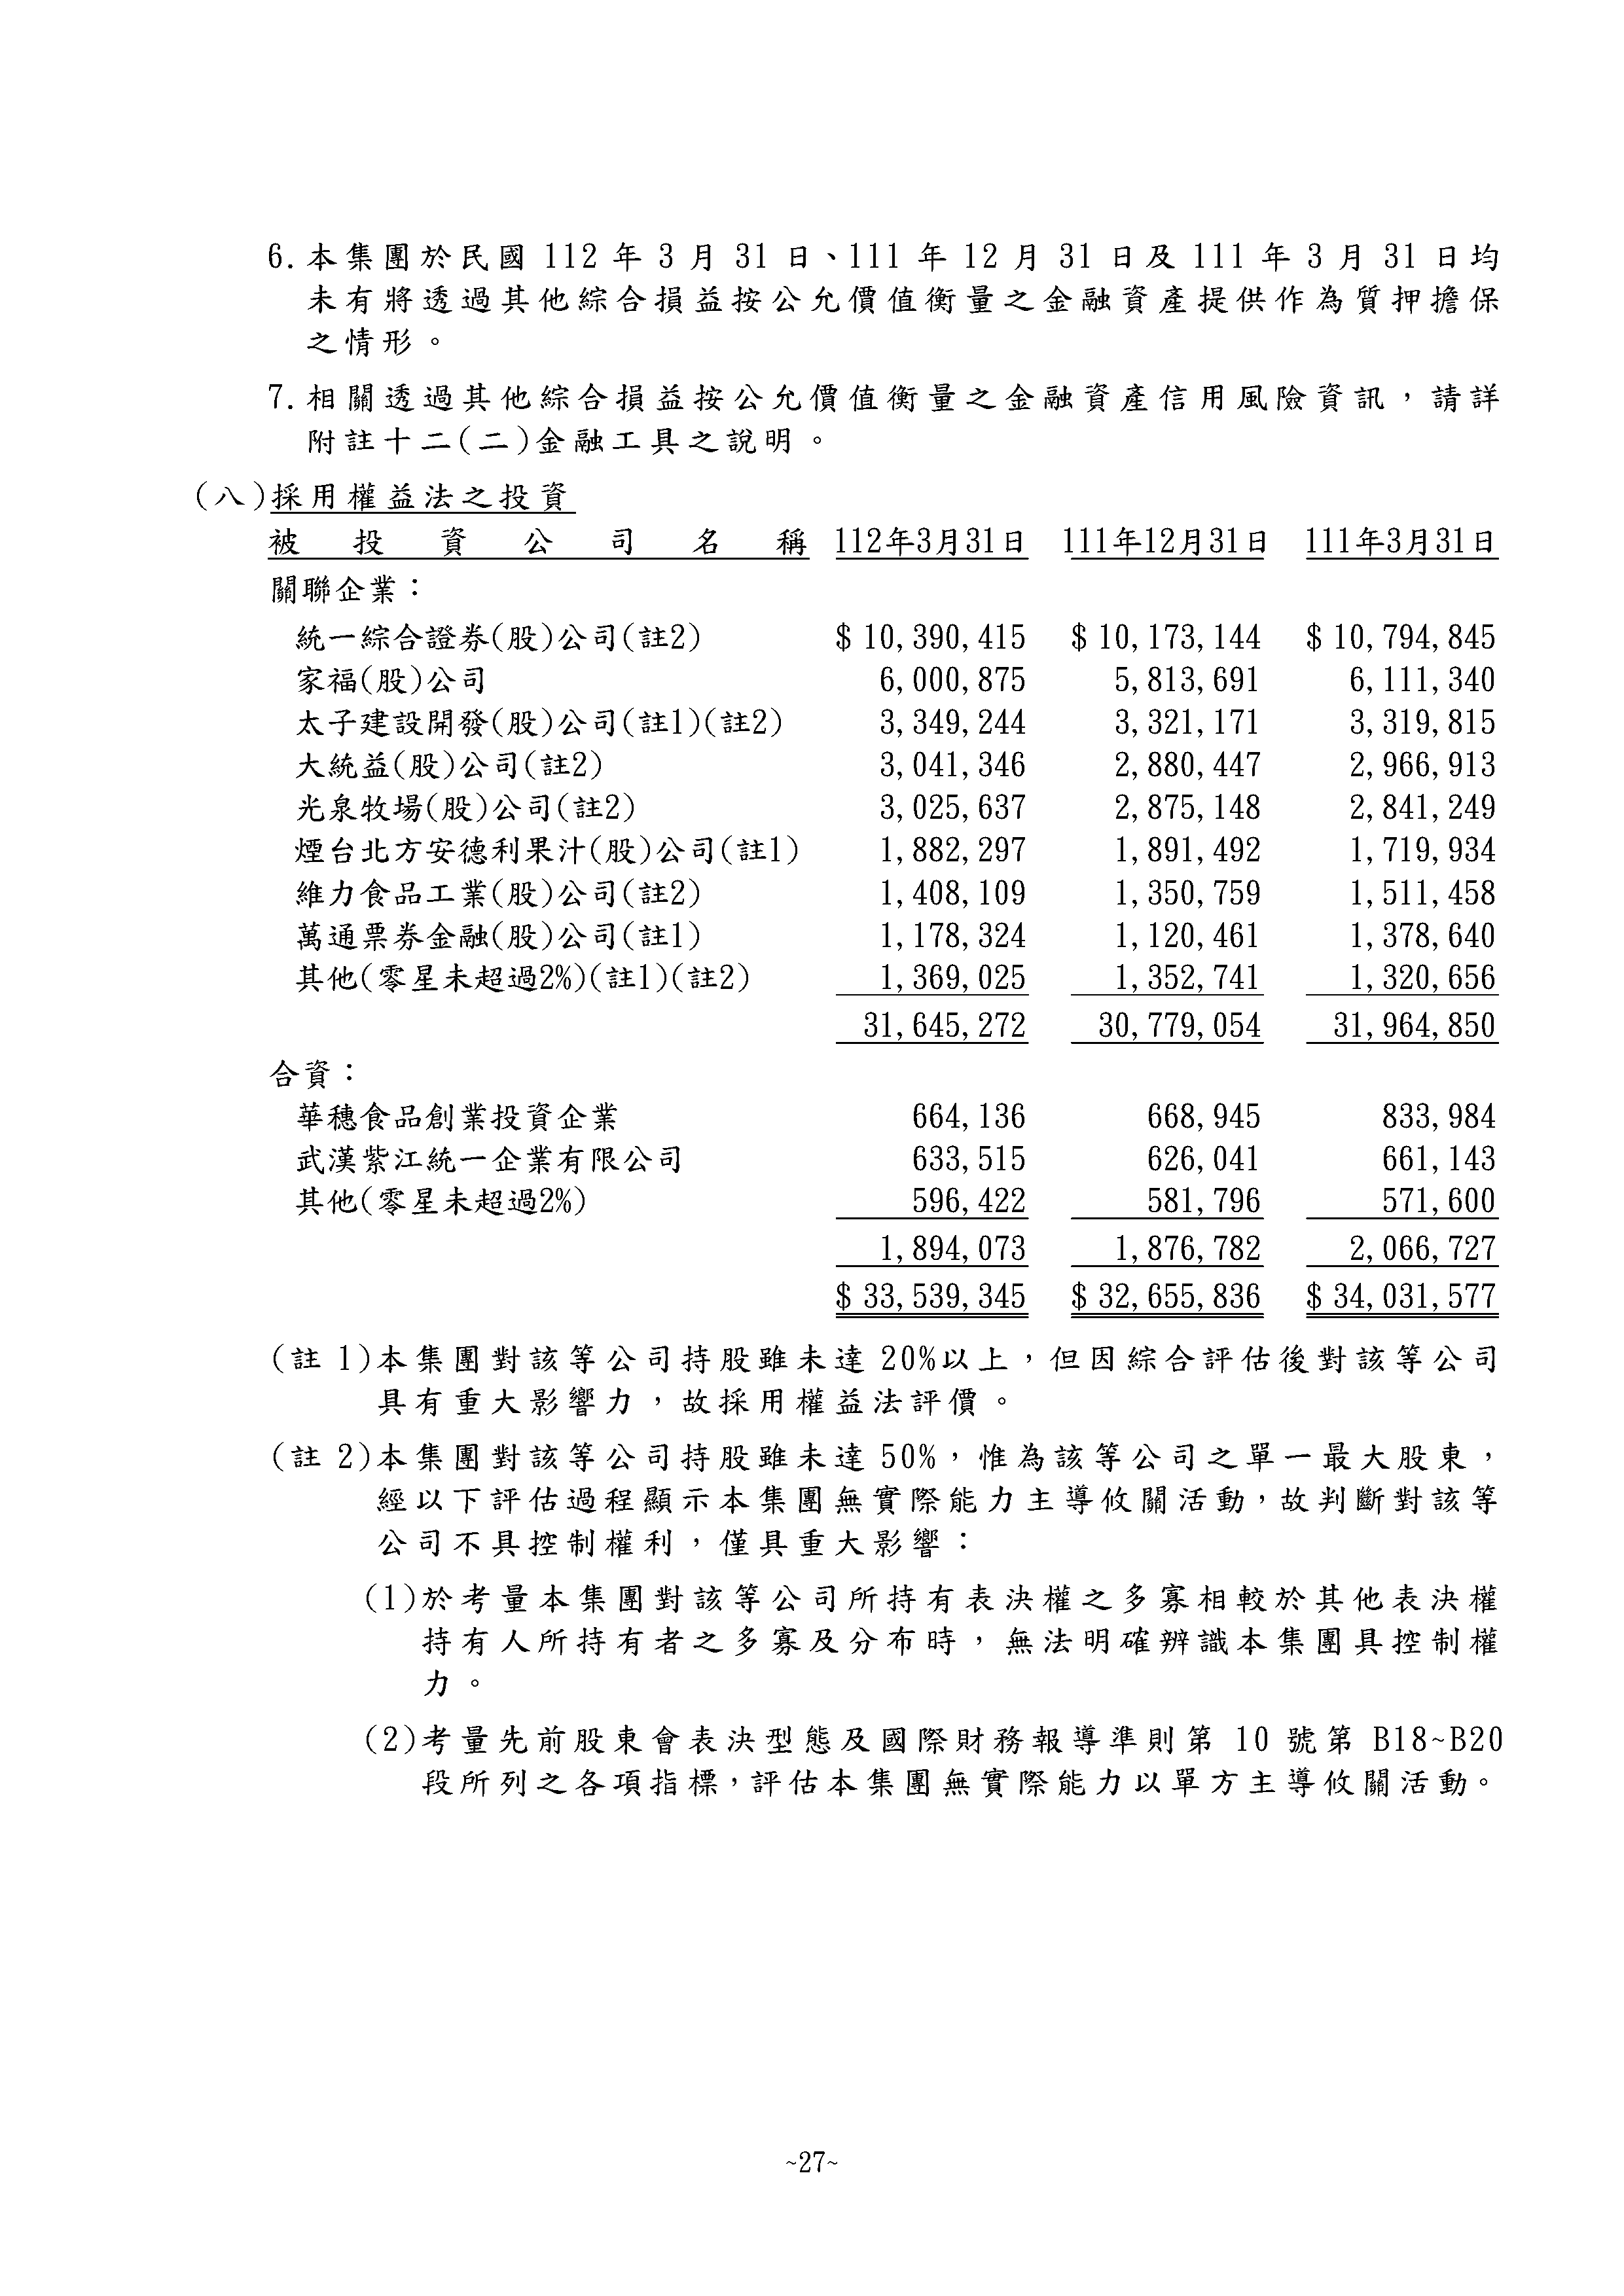 6.本集團於民國 112 年 3 月 31 日、111 年 12 月 31 日及 111 年 3 月 31 日均
未有將透過其他綜合損益按公允價值衡量之金融資產提供作為質押擔保
之情形。
7.相關透過其他綜合損益按公允價值衡量之金融資產信用風險資訊，請詳
附註十二(二)金融工具之說明。
(八)採用權益法之投資
被投資公司名稱 112年3月31日 111年12月31日 111年3月31日
關聯企業：
統一綜合證券(股)公司(註2) $ 10,390,415 $ 10,173,144 $ 10,794,845
家福(股)公司 6,000,875 5,813,691 6,111,340
太子建設開發(股)公司(註1)(註2) 3,349,244 3,321,171 3,319,815
大統益(股)公司(註2) 3,041,346 2,880,447 2,966,913
光泉牧場(股)公司(註2) 3,025,637 2,875,148 2,841,249
煙台北方安德利果汁(股)公司(註1) 1,882,297 1,891,492 1,719,934
維力食品工業(股)公司(註2) 1,408,109 1,350,759 1,511,458
萬通票券金融(股)公司(註1) 1,178,324 1,120,461 1,378,640
其他(零星未超過2%)(註1)(註2) 1,369,025 1,352,741 1,320,656
31,645,272 30,779,054 31,964,850
合資：
華穗食品創業投資企業 664,136 668,945 833,984
武漢紫江統一企業有限公司 633,515 626,041 661,143
其他(零星未超過2%) 596,422 581,796 571,600
1,894,073 1,876,782 2,066,727
$ 33,539,345 $ 32,655,836 $ 34,031,577
(註 1)本集團對該等公司持股雖未達 20%以上，但因綜合評估後對該等公司
具有重大影響力，故採用權益法評價。
(註 2)本集團對該等公司持股雖未達 50%，惟為該等公司之單一最大股東，
經以下評估過程顯示本集團無實際能力主導攸關活動，故判斷對該等
公司不具控制權利，僅具重大影響：
(1)於考量本集團對該等公司所持有表決權之多寡相較於其他表決權
持有人所持有者之多寡及分布時，無法明確辨識本集團具控制權
力。
(2)考量先前股東會表決型態及國際財務報導準則第 10 號第 B18~B20
段所列之各項指標，評估本集團無實際能力以單方主導攸關活動。
~27~